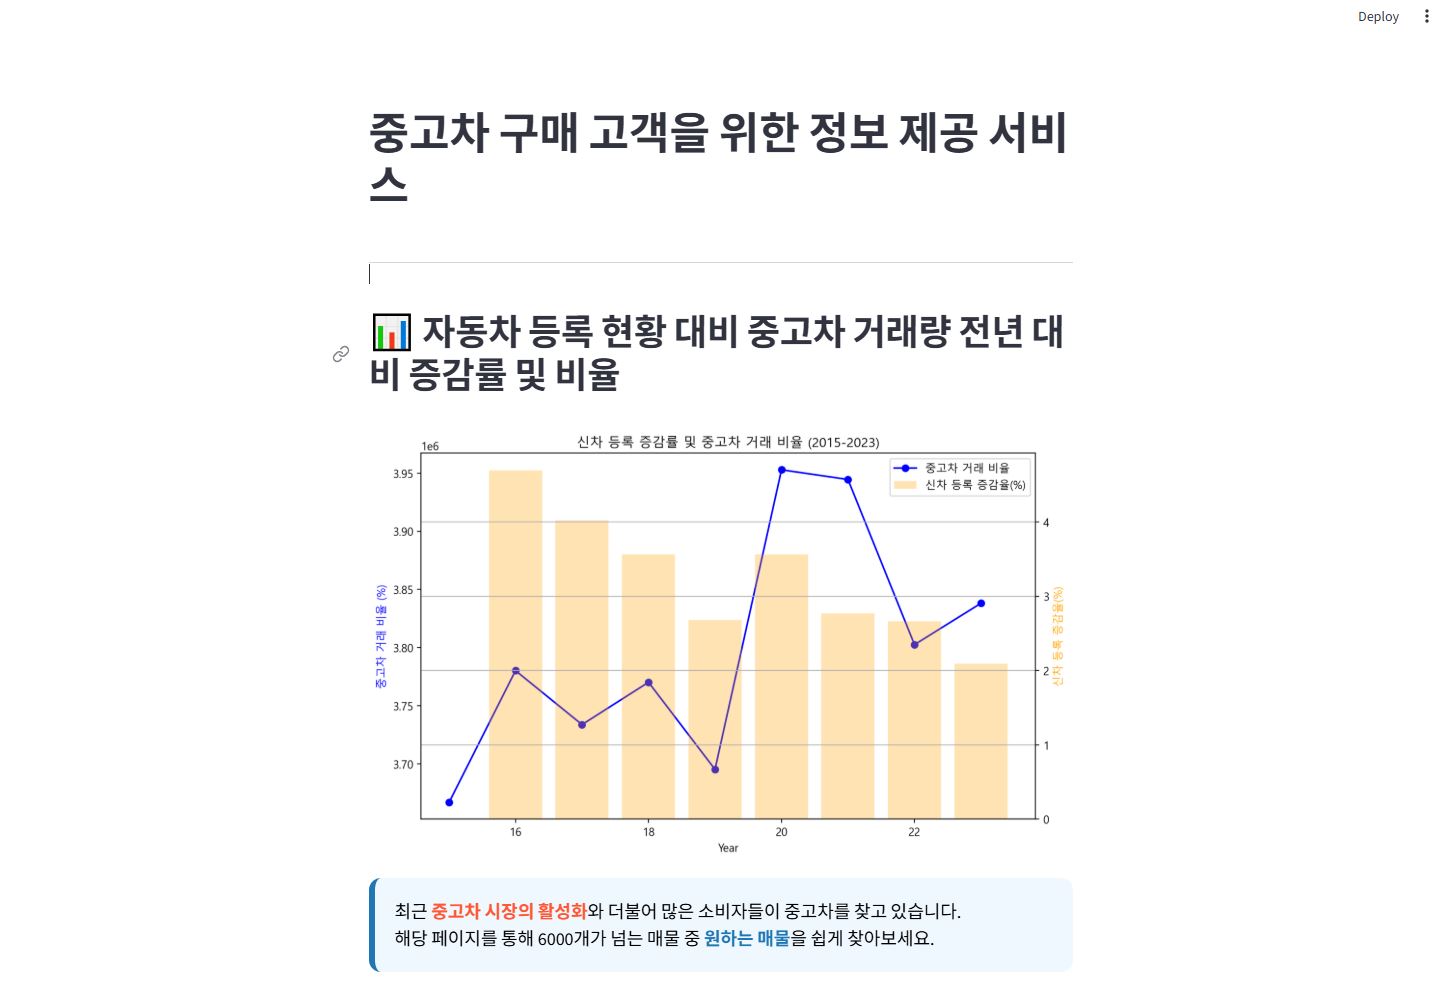 Deploy
중고차 구매 고객을 위한 정보 제공 서비
스
자동차 등록 현황 대비 중고차 거래량 전년 대
비 증감률 및 비율
신차 등록 증감률 및 중고차 거래 비율 (2015-2023)
1e6
중고차 거래 비율
신차 등록 증감율(%)
3.95
3.90
3.85
3.80
3.75
3.70
중고차 거래 비율 (%)
4
3
2
1
0
신차 등록 증감율(%)
16 18 20 22
Year
최근 중고차 시장의 활성화와 더불어 많은 소비자들이 중고차를 찾고 있습니다.
해당 페이지를 통해 6000개가 넘는 매물 중 원하는 매물을 쉽게 찾아보세요.